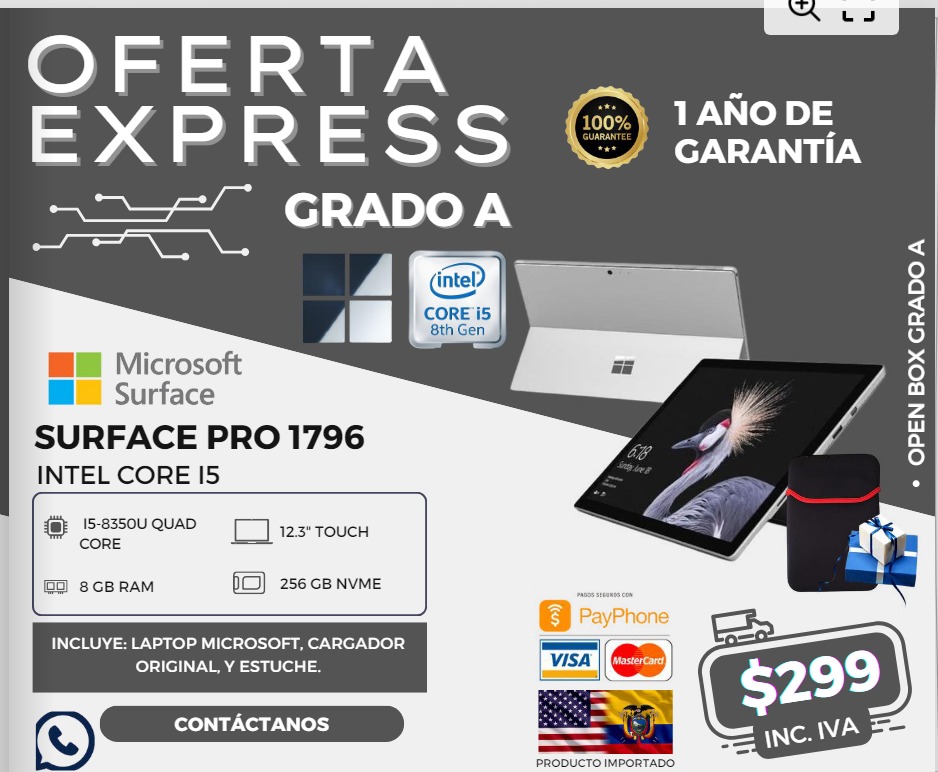 OFERTA
EXPRESS
100%
GUARANTEE
1 AÑO DE
GARANTÍA
GRADO A
intel
CORE i5
8th Gen
OPEN BOX GRADO A
Microsoft
Surface
SURFACE PRO 1796
INTEL CORE I5
I5-8350U QUAD
CORE
12.3" TOUCH
8 GB RAM
256 GB NVME
6:18
Sunday, June 18
INCLUYE: LAPTOP MICROSOFT, CARGADOR
ORIGINAL, Y ESTUCHE.
CONTÁCTANOS
PAGOS SEGUROS CON
PayPhone
VISA
MasterCard
PRODUCTO IMPORTADO
$299
INC. IVA